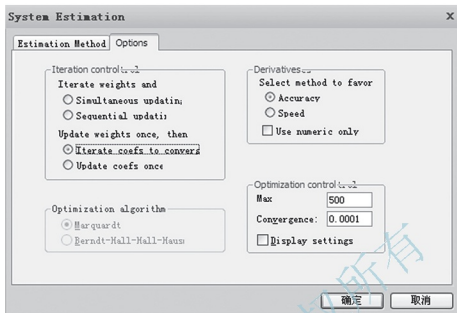 System Estimation
x
Estimation Method
Options
Iteration control
Iterate weights and
Simultaneous updatin
Sequential updati
Update weights once, then
Iterate coefs to converg
Update coefs once
Optimization algorithm
Marquardt
Berndt-Hall-Hall-Haus
Derivatives
Select method to favor
Accuracy
Speed
Use numeric only
Optimization control
Max
500
Convergence:
0.0001
Display settings
所有
确定
取消